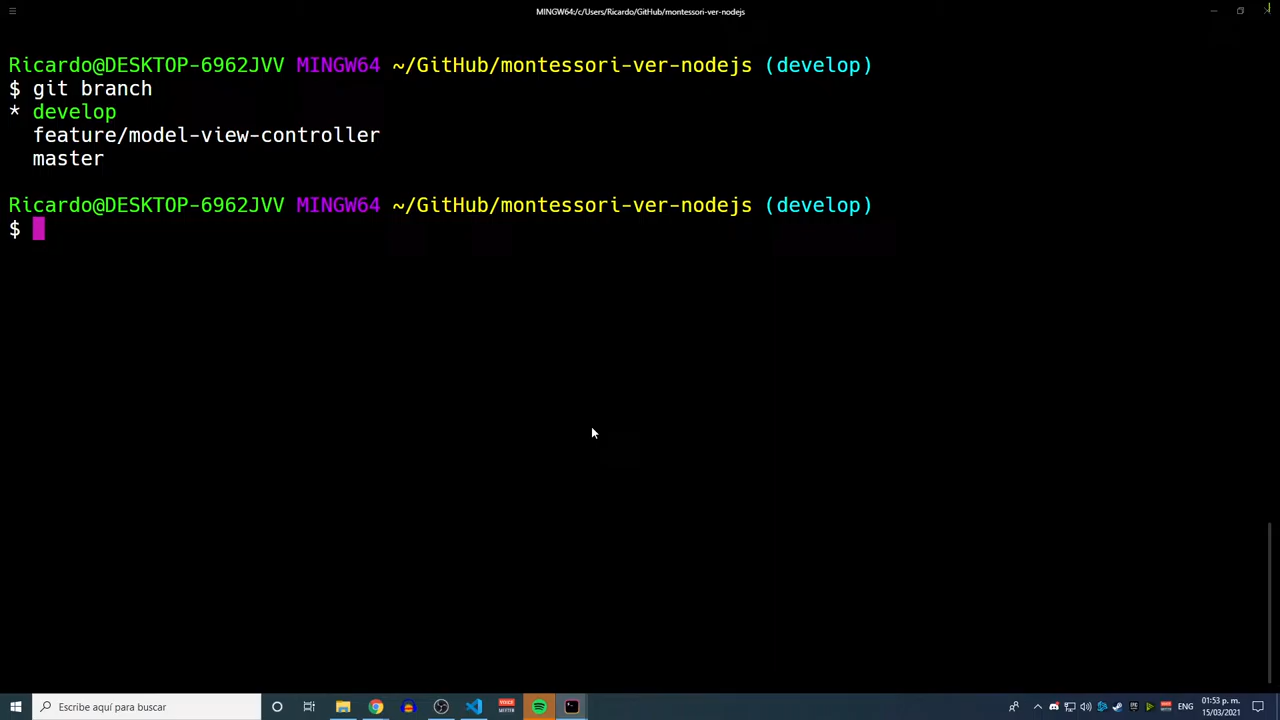 MINGW64:/c/Users/Ricardo/GitHub/montessori-ver-nodejs
Ricardo@DESKTOP-6962JVV MINGW64 ~/GitHub/montessori-ver-nodejs (develop)
$ git branch
* develop
feature/model-view-controller
master
Ricardo@DESKTOP-6962JVV MINGW64 ~/GitHub/montessori-ver-nodejs (develop)
$
Escribe aquí para buscar
ENG
01:53 p. m.
15/03/2021